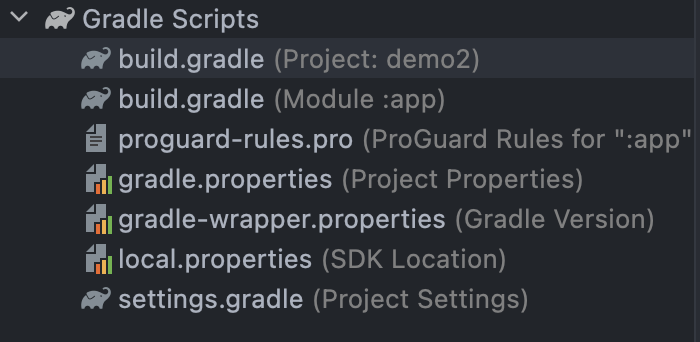 Gradle Scripts
build.gradle (Project: demo2)
build.gradle (Module :app)
proguard-rules.pro (ProGuard Rules for ":app"
gradle.properties (Project Properties)
gradle-wrapper.properties (Gradle Version)
local.properties (SDK Location)
settings.gradle (Project Settings)